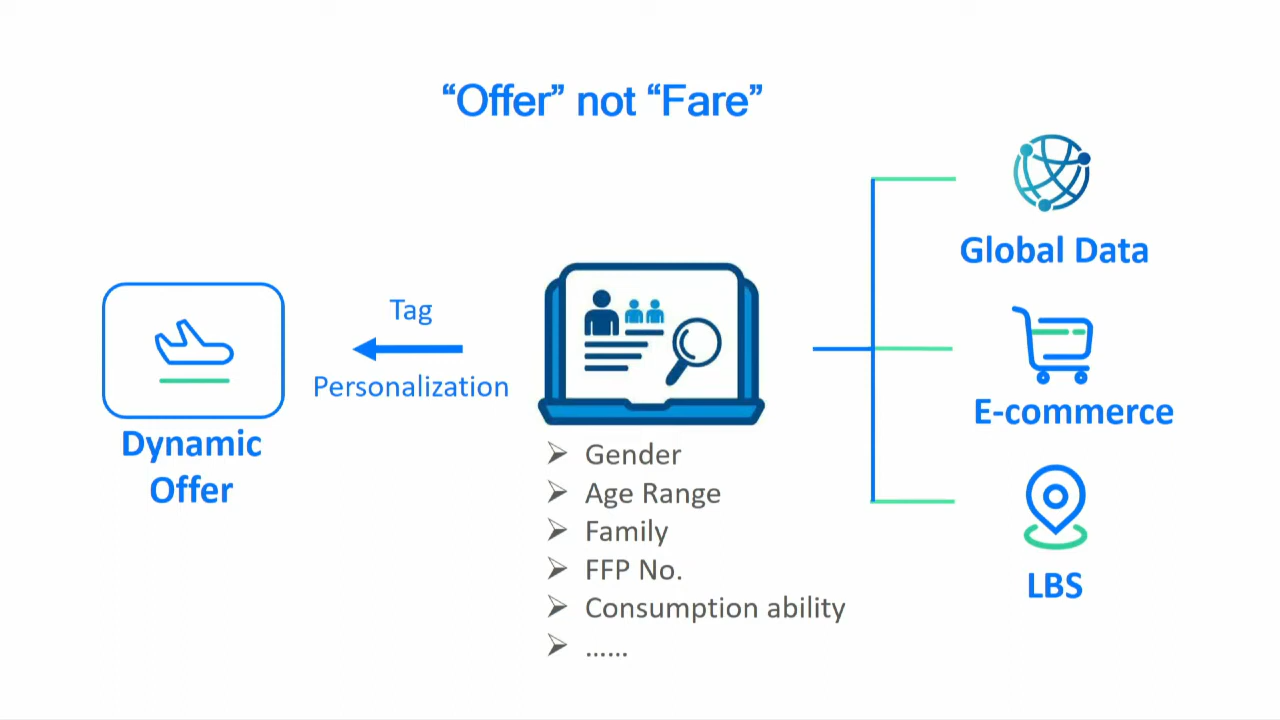 “Offer” not “Fare”
Global Data
Tag
Personalization
E-commerce
Dynamic
Offer
Gender
Age Range
Family
FFP No.
Consumption ability
......
LBS